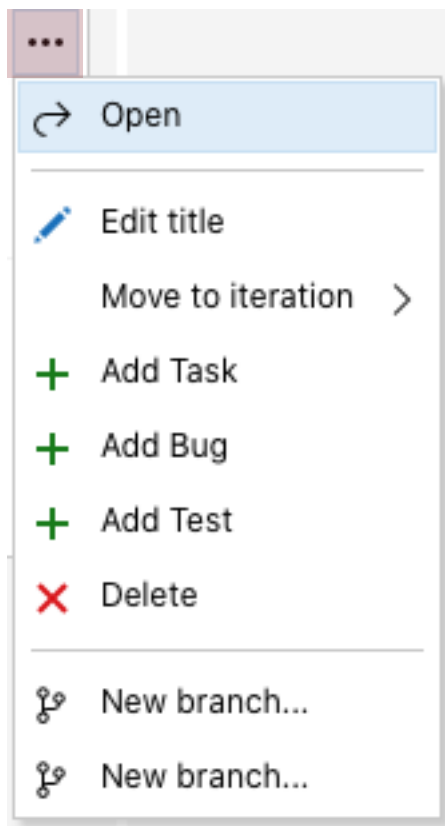 ...
Open
Edit title
Move to iteration
Add Task
Add Bug
Add Test
Delete
New branch...
New branch...